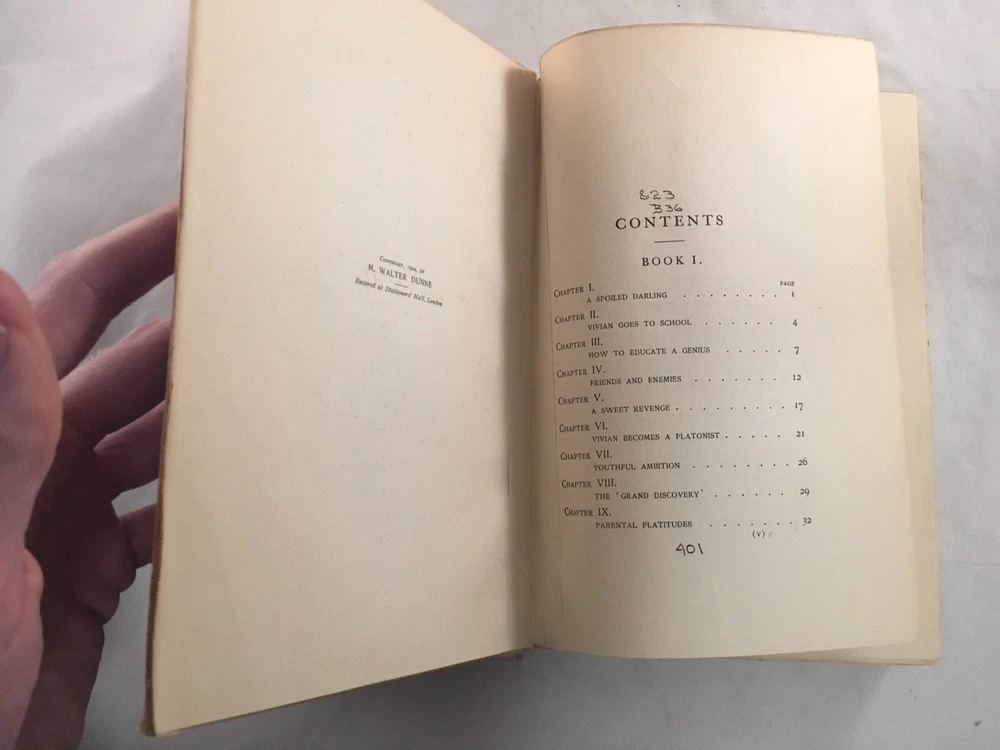 COPYRIGHT, 1904, BY
M. WALTER DUNNE
Entered at Stationers' Hall, London
823
B36
CONTENTS
BOOK I.
PAGE
CHAPTER I.
A SPOILED DARLING . . . . . . . . 1
CHAPTER II.
VIVIAN GOES TO SCHOOL . . . . . . 4
CHAPTER III.
HOW TO EDUCATE A GENIUS . . . . . 7
CHAPTER IV.
FRIENDS AND ENEMIES . . . . . . . 12
CHAPTER V.
A SWEET REVENGE . . . . . . . . . 17
CHAPTER VI.
VIVIAN BECOMES A PLATONIST . . . . . 21
CHAPTER VII.
YOUTHFUL AMBITION . . . . . . . . 26
CHAPTER VIII.
THE 'GRAND DISCOVERY' . . . . . . 29
CHAPTER IX.
PARENTAL PLATITUDES . . . . . . . 32
(v)
401